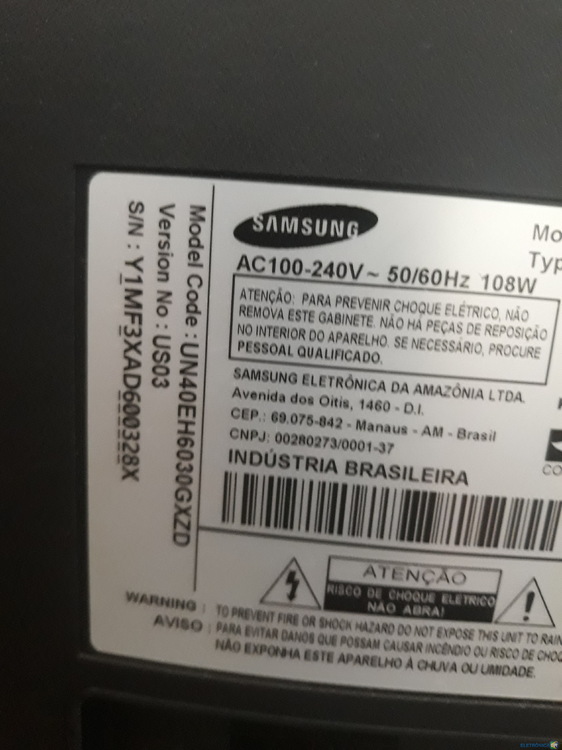 SAMSUNG
Mo
Typ
AC100-240V~ 50/60Hz 108W
ATENÇÃO: PARA PREVENIR CHOQUE ELÉTRICO, NÃO
REMOVA ESTE GABINETE. NÃO HÁ PEÇAS DE REPOSIÇÃO
NO INTERIOR DO APARELHO. SE NECESSÁRIO, PROCURE
PESSOAL QUALIFICADO.
SAMSUNG ELETRÔNICA DA AMAZÔNIA LTDA.
Avenida dos Oitis, 1460 - D.I.
CEP.: 69.075-842 - Manaus - AM - Brasil
CNPJ: 00280273/0001-37
INDÚSTRIA BRASILEIRA
CO
Model Code : UN40EH6030GXZD
Version No : US03
S/N : Y1MF3XAD600328X
ATENÇÃO
RISCO DE CHOQUE ELÉTRICO
NÃO ABRA!
WARNING : TO PREVENT FIRE OR SHOCK HAZARD DO NOT EXPOSE THIS UNIT TO RAIN
AVISO : PARA EVITAR DANOS QUE POSSAM CAUSAR INCÊNDIO OU RISCO DE CHOQ
NÃO EXPONHA ESTE APARELHO À CHUVA OU UMIDADE.